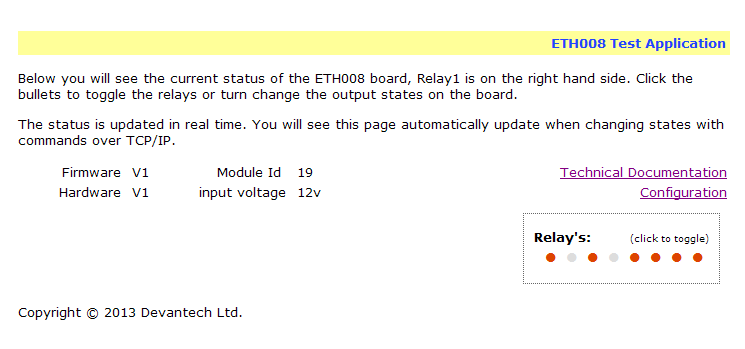 ETH008 Test Application
Below you will see the current status of the ETH008 board, Relay1 is on the right hand side. Click the
bullets to toggle the relays or turn change the output states on the board.
The status is updated in real time. You will see this page automatically update when changing states with
commands over TCP/IP.
Firmware V1 Module Id 19 Technical Documentation
Hardware V1 input voltage 12v Configuration
Relay's: (click to toggle)
Copyright © 2013 Devantech Ltd.